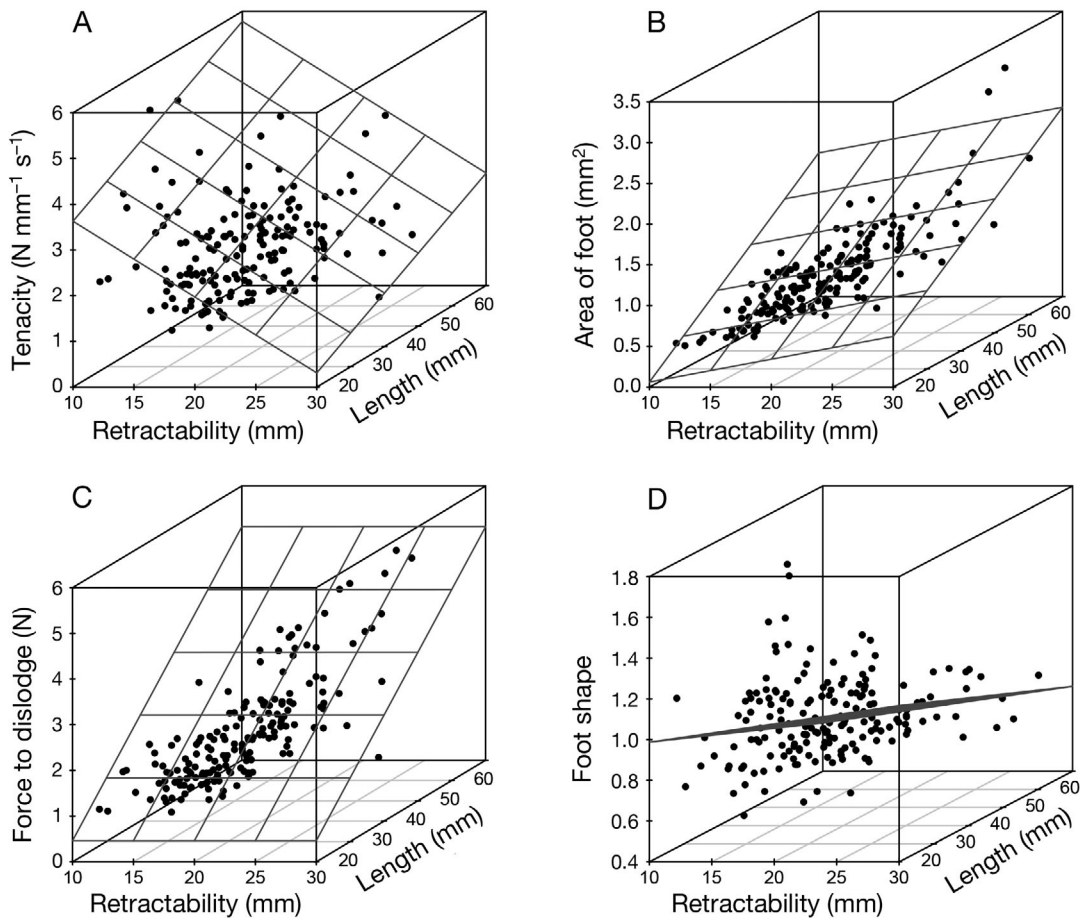 A
Tenacity (N mm⁻¹ s⁻¹)
6
5
4
3
2
1
0
10 15 20 25 30
Retractability (mm)
20 30 40 50 60
Length (mm)
B
Area of foot (mm²)
3.5
3.0
2.5
2.0
1.5
1.0
0.5
0.0
10 15 20 25 30
Retractability (mm)
20 30 40 50 60
Length (mm)
C
Force to dislodge (N)
6
5
4
3
2
1
0
10 15 20 25 30
Retractability (mm)
20 30 40 50 60
Length (mm)
D
Foot shape
1.8
1.6
1.4
1.2
1.0
0.8
0.6
0.4
10 15 20 25 30
Retractability (mm)
20 30 40 50 60
Length (mm)